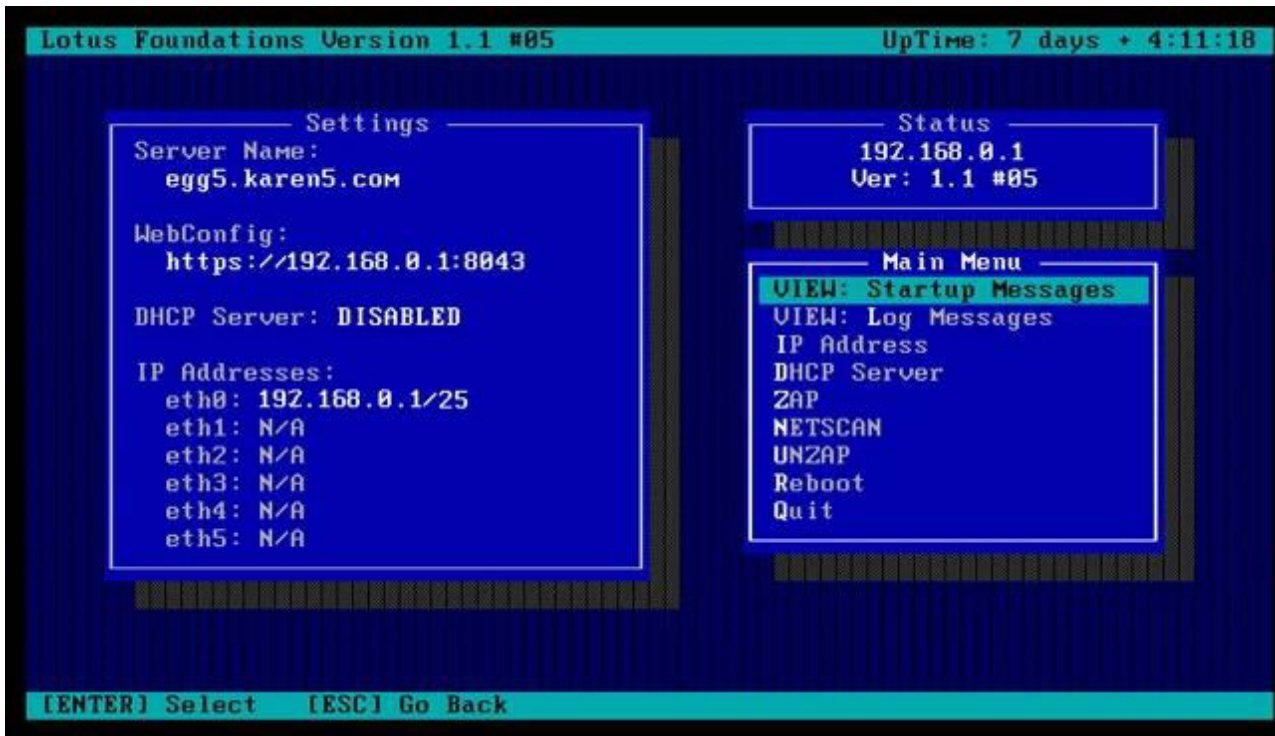 Lotus Foundations Version 1.1 #05
UpTime: 7 days + 4:11:18
Settings
Server Name:
egg5.karen5.com
WebConfig:
https://192.168.0.1:8043
DHCP Server: DISABLED
IP Addresses:
eth0: 192.168.0.1/25
eth1: N/A
eth2: N/A
eth3: N/A
eth4: N/A
eth5: N/A
Status
192.168.0.1
Ver: 1.1 #05
Main Menu
VIEW: Startup Messages
VIEW: Log Messages
IP Address
DHCP Server
ZAP
NETSCAN
UNZAP
Reboot
Quit
[ENTER] Select [ESC] Go Back